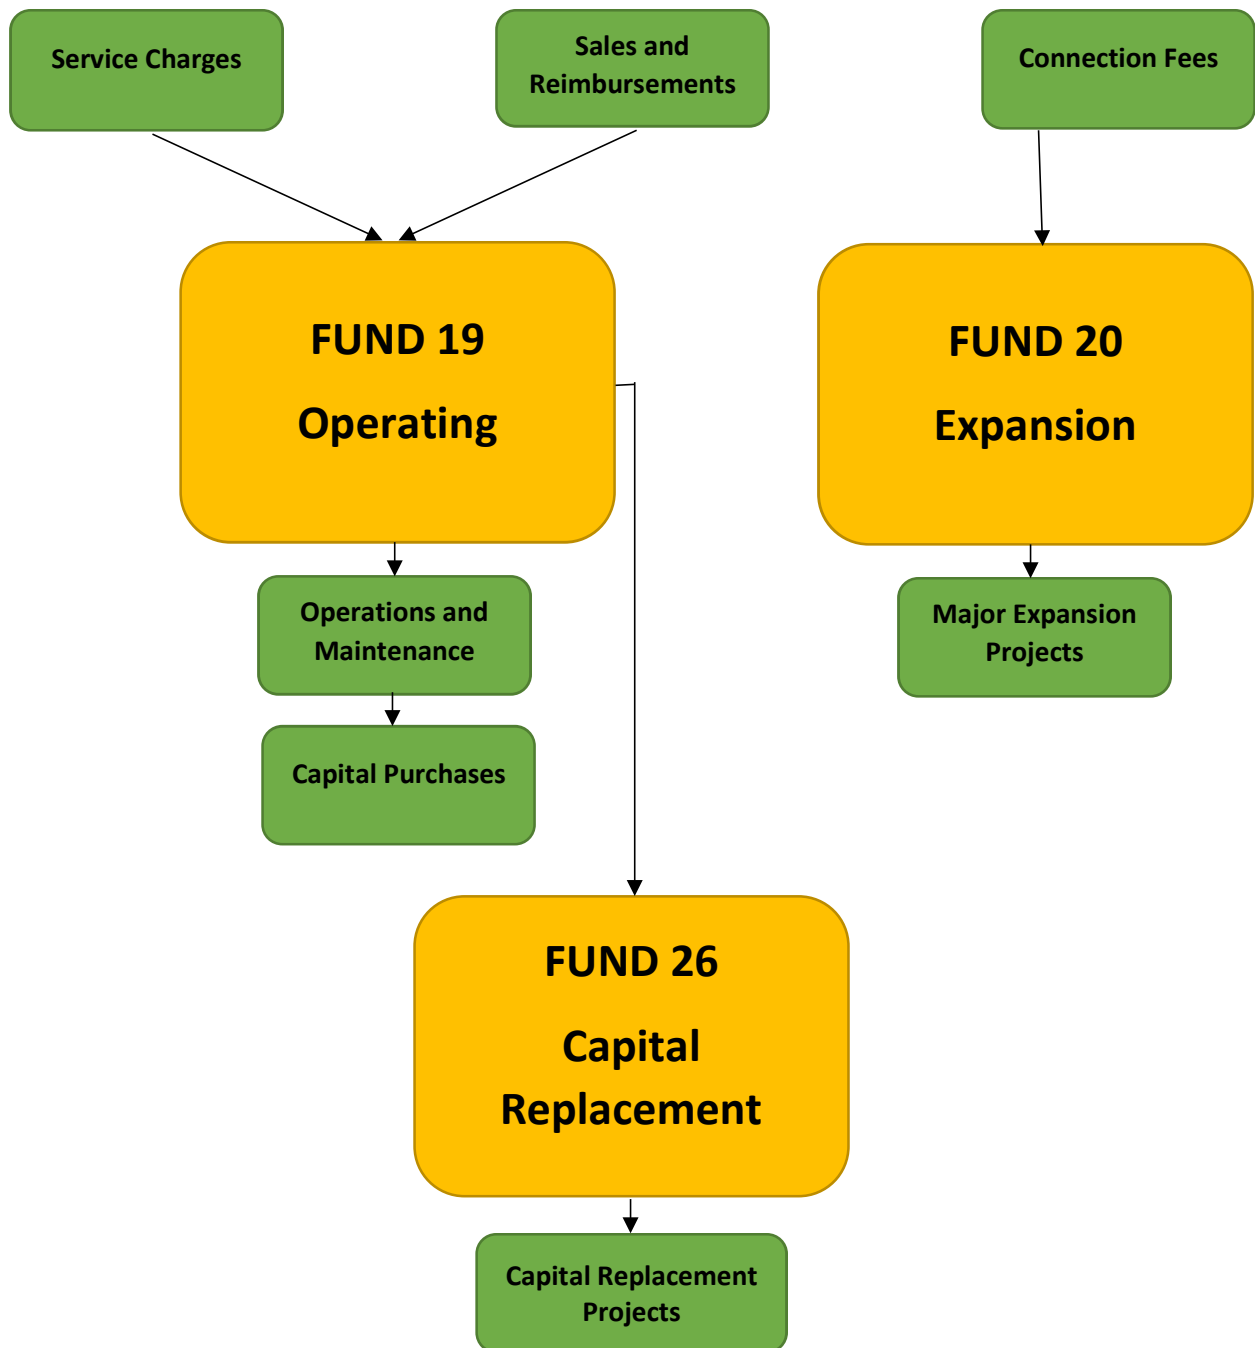 Service Charges
Sales and
Reimbursements
Connection Fees
FUND 19
Operating
FUND 20
Expansion
Operations and
Maintenance
Major Expansion
Projects
Capital Purchases
FUND 26
Capital
Replacement
Capital Replacement
Projects